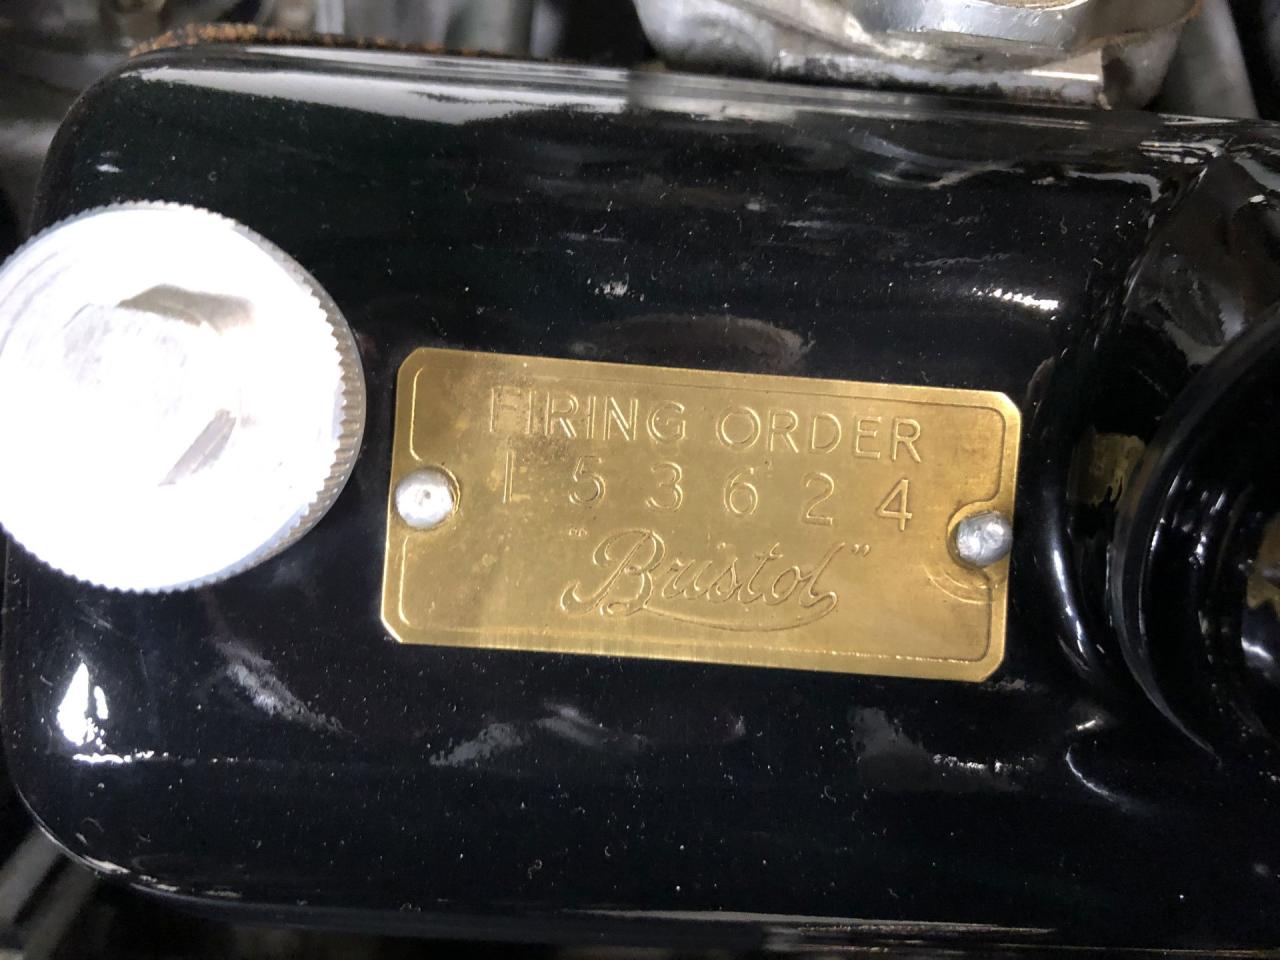 FIRING ORDER
1 5 3 6 2 4
"Bristol"